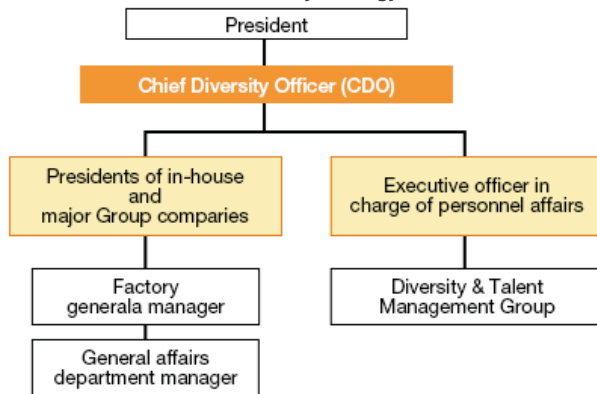 President
Chief Diversity Officer (CDO)
Presidents of in-house
and
major Group comparies
Executive officer in
charge of personnel affairs
Factory
generala manager
Diversity & Talent
Management Group
General affairs
department manager